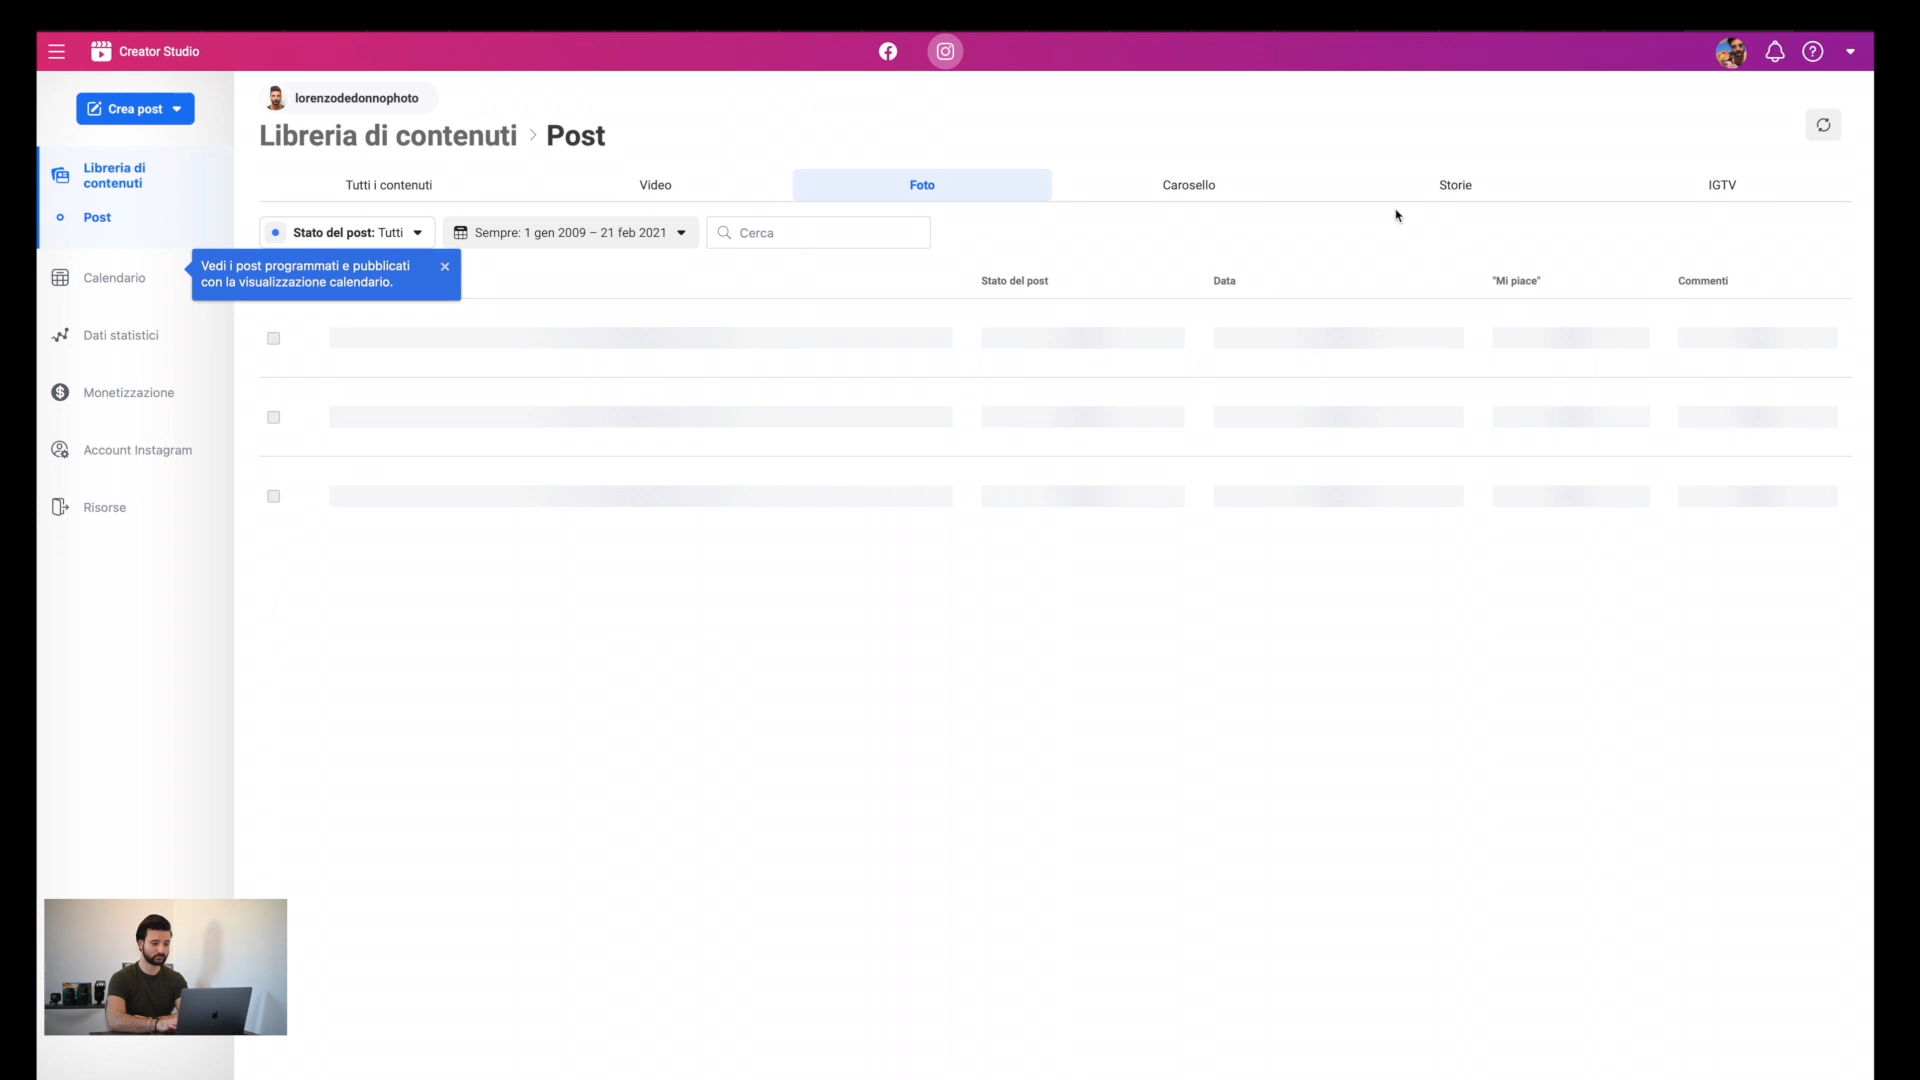 Creator Studio
Crea post
lorenzodedonnophoto
Libreria di contenuti > Post
Libreria di
contenuti
Post
Calendario
Dati statistici
Monetizzazione
Account Instagram
Risorse
Tutti i contenuti
Video
Foto
Carosello
Storie
IGTV
Stato del post: Tutti
Sempre: 1 gen 2009 – 21 feb 2021
Cerca
Vedi i post programmati e pubblicati
con la visualizzazione calendario.
Stato del post
Data
"Mi piace"
Commenti